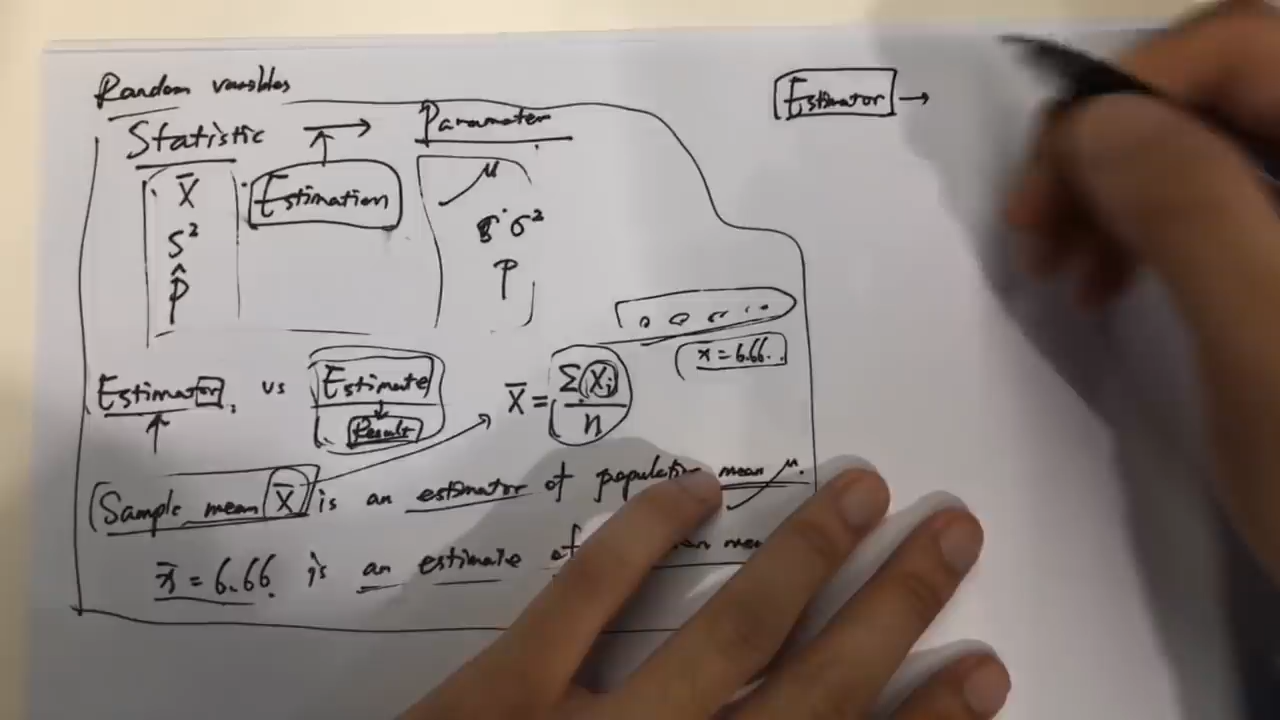 Random variables
Statistic → Parameter
Estimation
X̄ μ
S² σ²
p̂ p
x̄ = 6.66..
Estimator vs Estimate
Result
X̄ = ΣXi / n
(Sample mean X̄ is an estimator of population mean μ.
x̄ = 6.66 is an estimate of
Estimator →